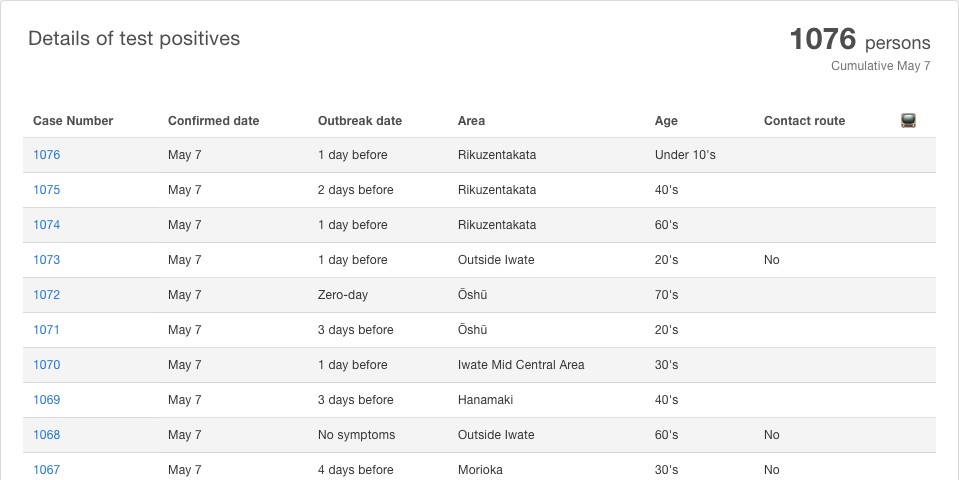 Details of test positives
1076 persons
Cumulative May 7
Case Number Confirmed date Outbreak date Area Age Contact route
1076 May 7 1 day before Rikuzentakata Under 10's
1075 May 7 2 days before Rikuzentakata 40's
1074 May 7 1 day before Rikuzentakata 60's
1073 May 7 1 day before Outside Iwate 20's No
1072 May 7 Zero-day Ōshū 70's
1071 May 7 3 days before Ōshū 20's
1070 May 7 1 day before Iwate Mid Central Area 30's
1069 May 7 3 days before Hanamaki 40's
1068 May 7 No symptoms Outside Iwate 60's No
1067 May 7 4 days before Morioka 30's No